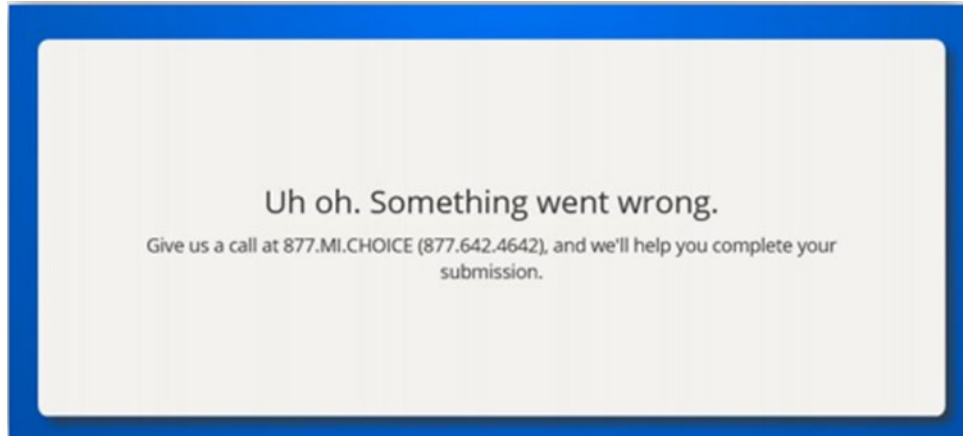 Uh oh. Something went wrong.
Give us a call at 877.MI.CHOICE (877.642.4642), and we'll help you complete your
submission.